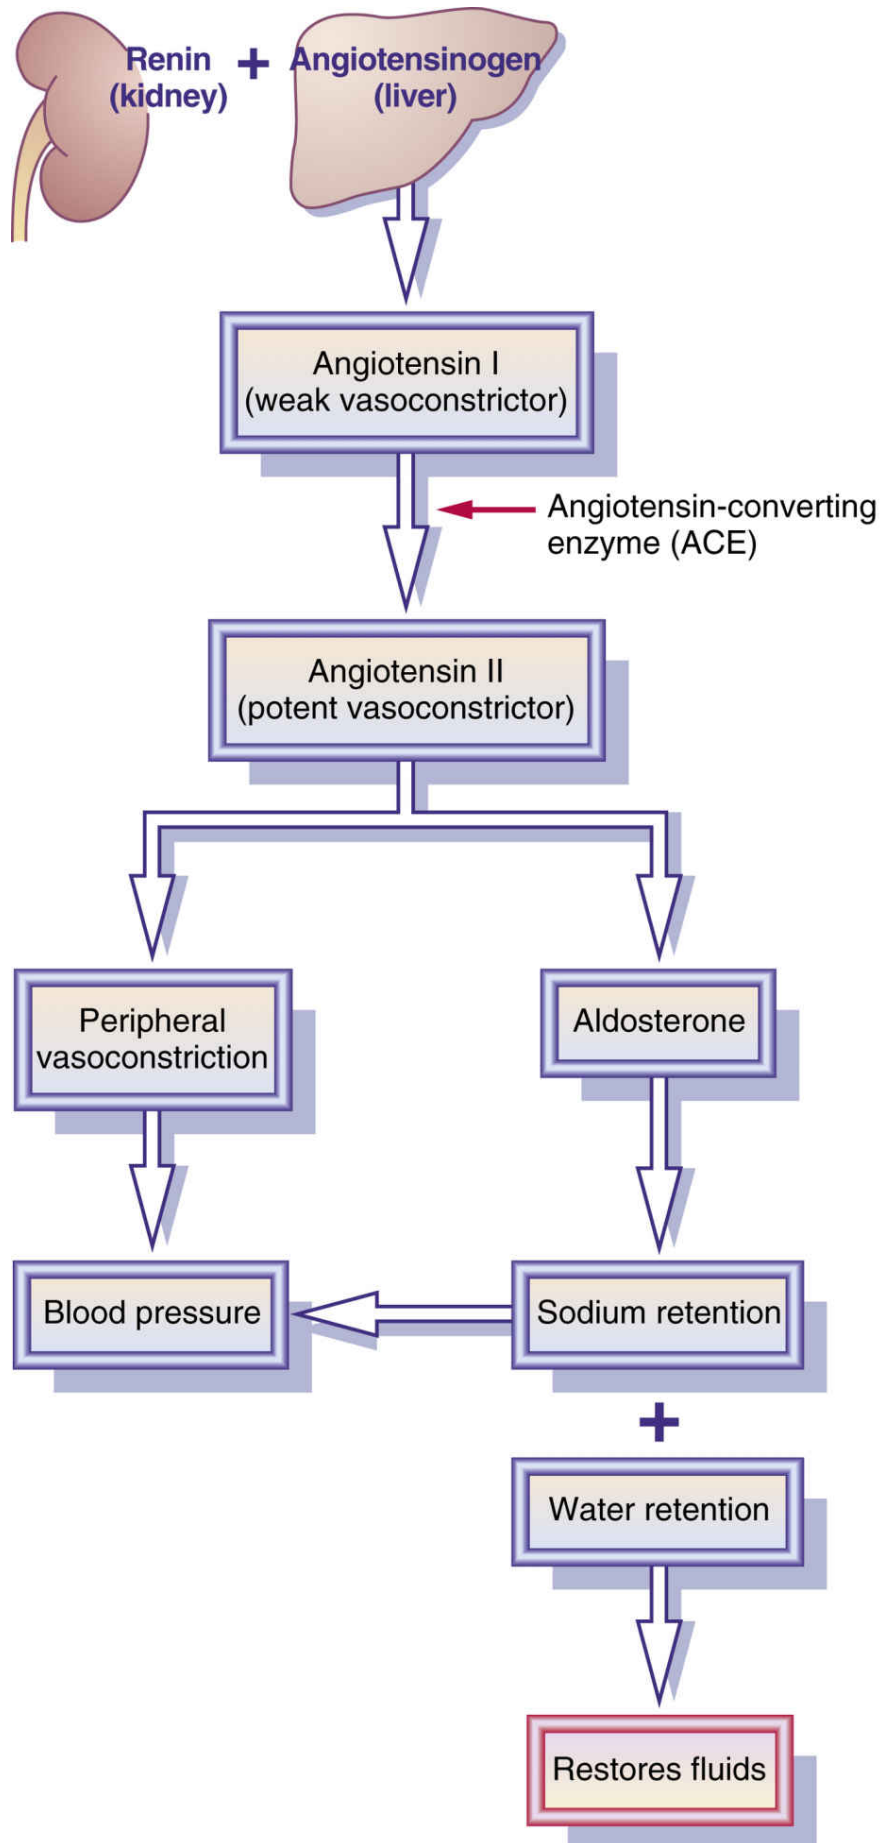 Renin + Angiotensinogen
(kidney) (liver)
Angiotensin I
(weak vasoconstrictor)
Angiotensin-converting
enzyme (ACE)
Angiotensin II
(potent vasoconstrictor)
Peripheral
vasoconstriction
Aldosterone
Blood pressure
Sodium retention
+
Water retention
Restores fluids